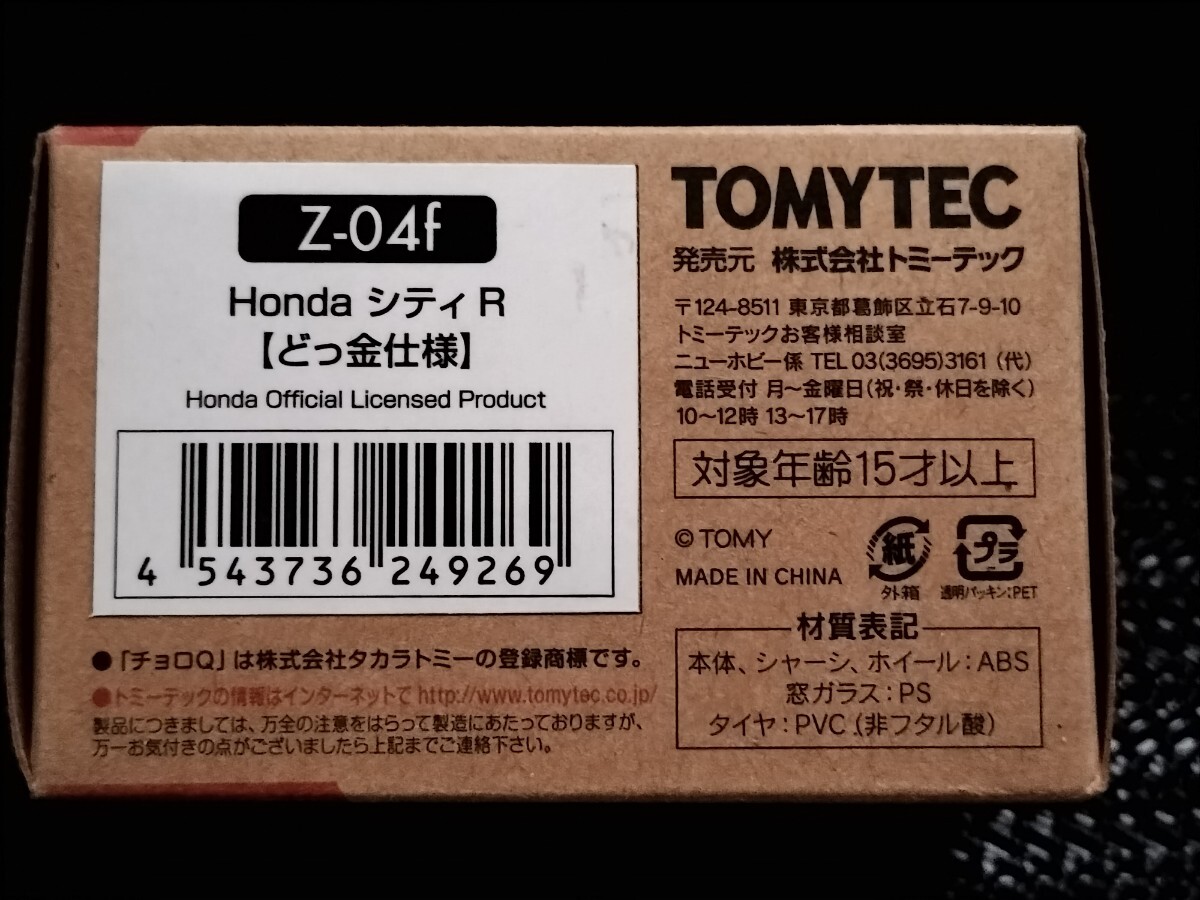 Z-04f
Honda シティ R
【どっ金仕様】
Honda Official Licensed Product
4 543736 249269
●「チョロQ」は株式会社タカラトミーの登録商標です。
●トミーテックの情報はインターネットで http://www.tomytec.co.jp/
製品につきましては、万全の注意をはらって製造にあたっておりますが、
万一お気付きの点がございましたら上記までご連絡下さい。
TOMYTEC
発売元 株式会社トミーテック
〒124-8511 東京都葛飾区立石7-9-10
トミーテックお客様相談室
ニューホビー係 TEL 03(3695)3161 (代)
電話受付 月〜金曜日(祝・祭・休日を除く)
10〜12時 13〜17時
対象年齢15才以上
© TOMY
MADE IN CHINA
紙
外箱
プラ
透明パッキン:PET
材質表記
本体、シャーシ、ホイール:ABS
窓ガラス:PS
タイヤ:PVC (非フタル酸)